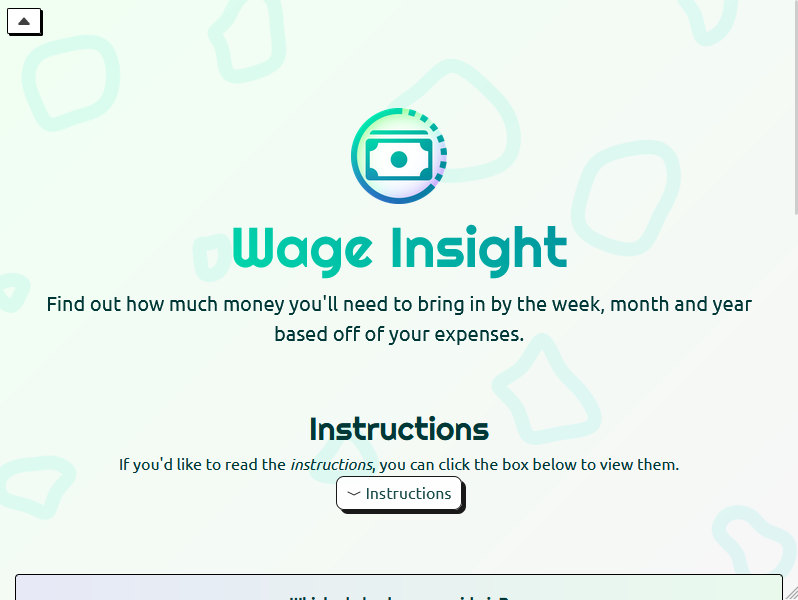 Wage Insight
Find out how much money you'll need to bring in by the week, month and year
based off of your expenses.
Instructions
If you'd like to read the instructions, you can click the box below to view them.
Instructions